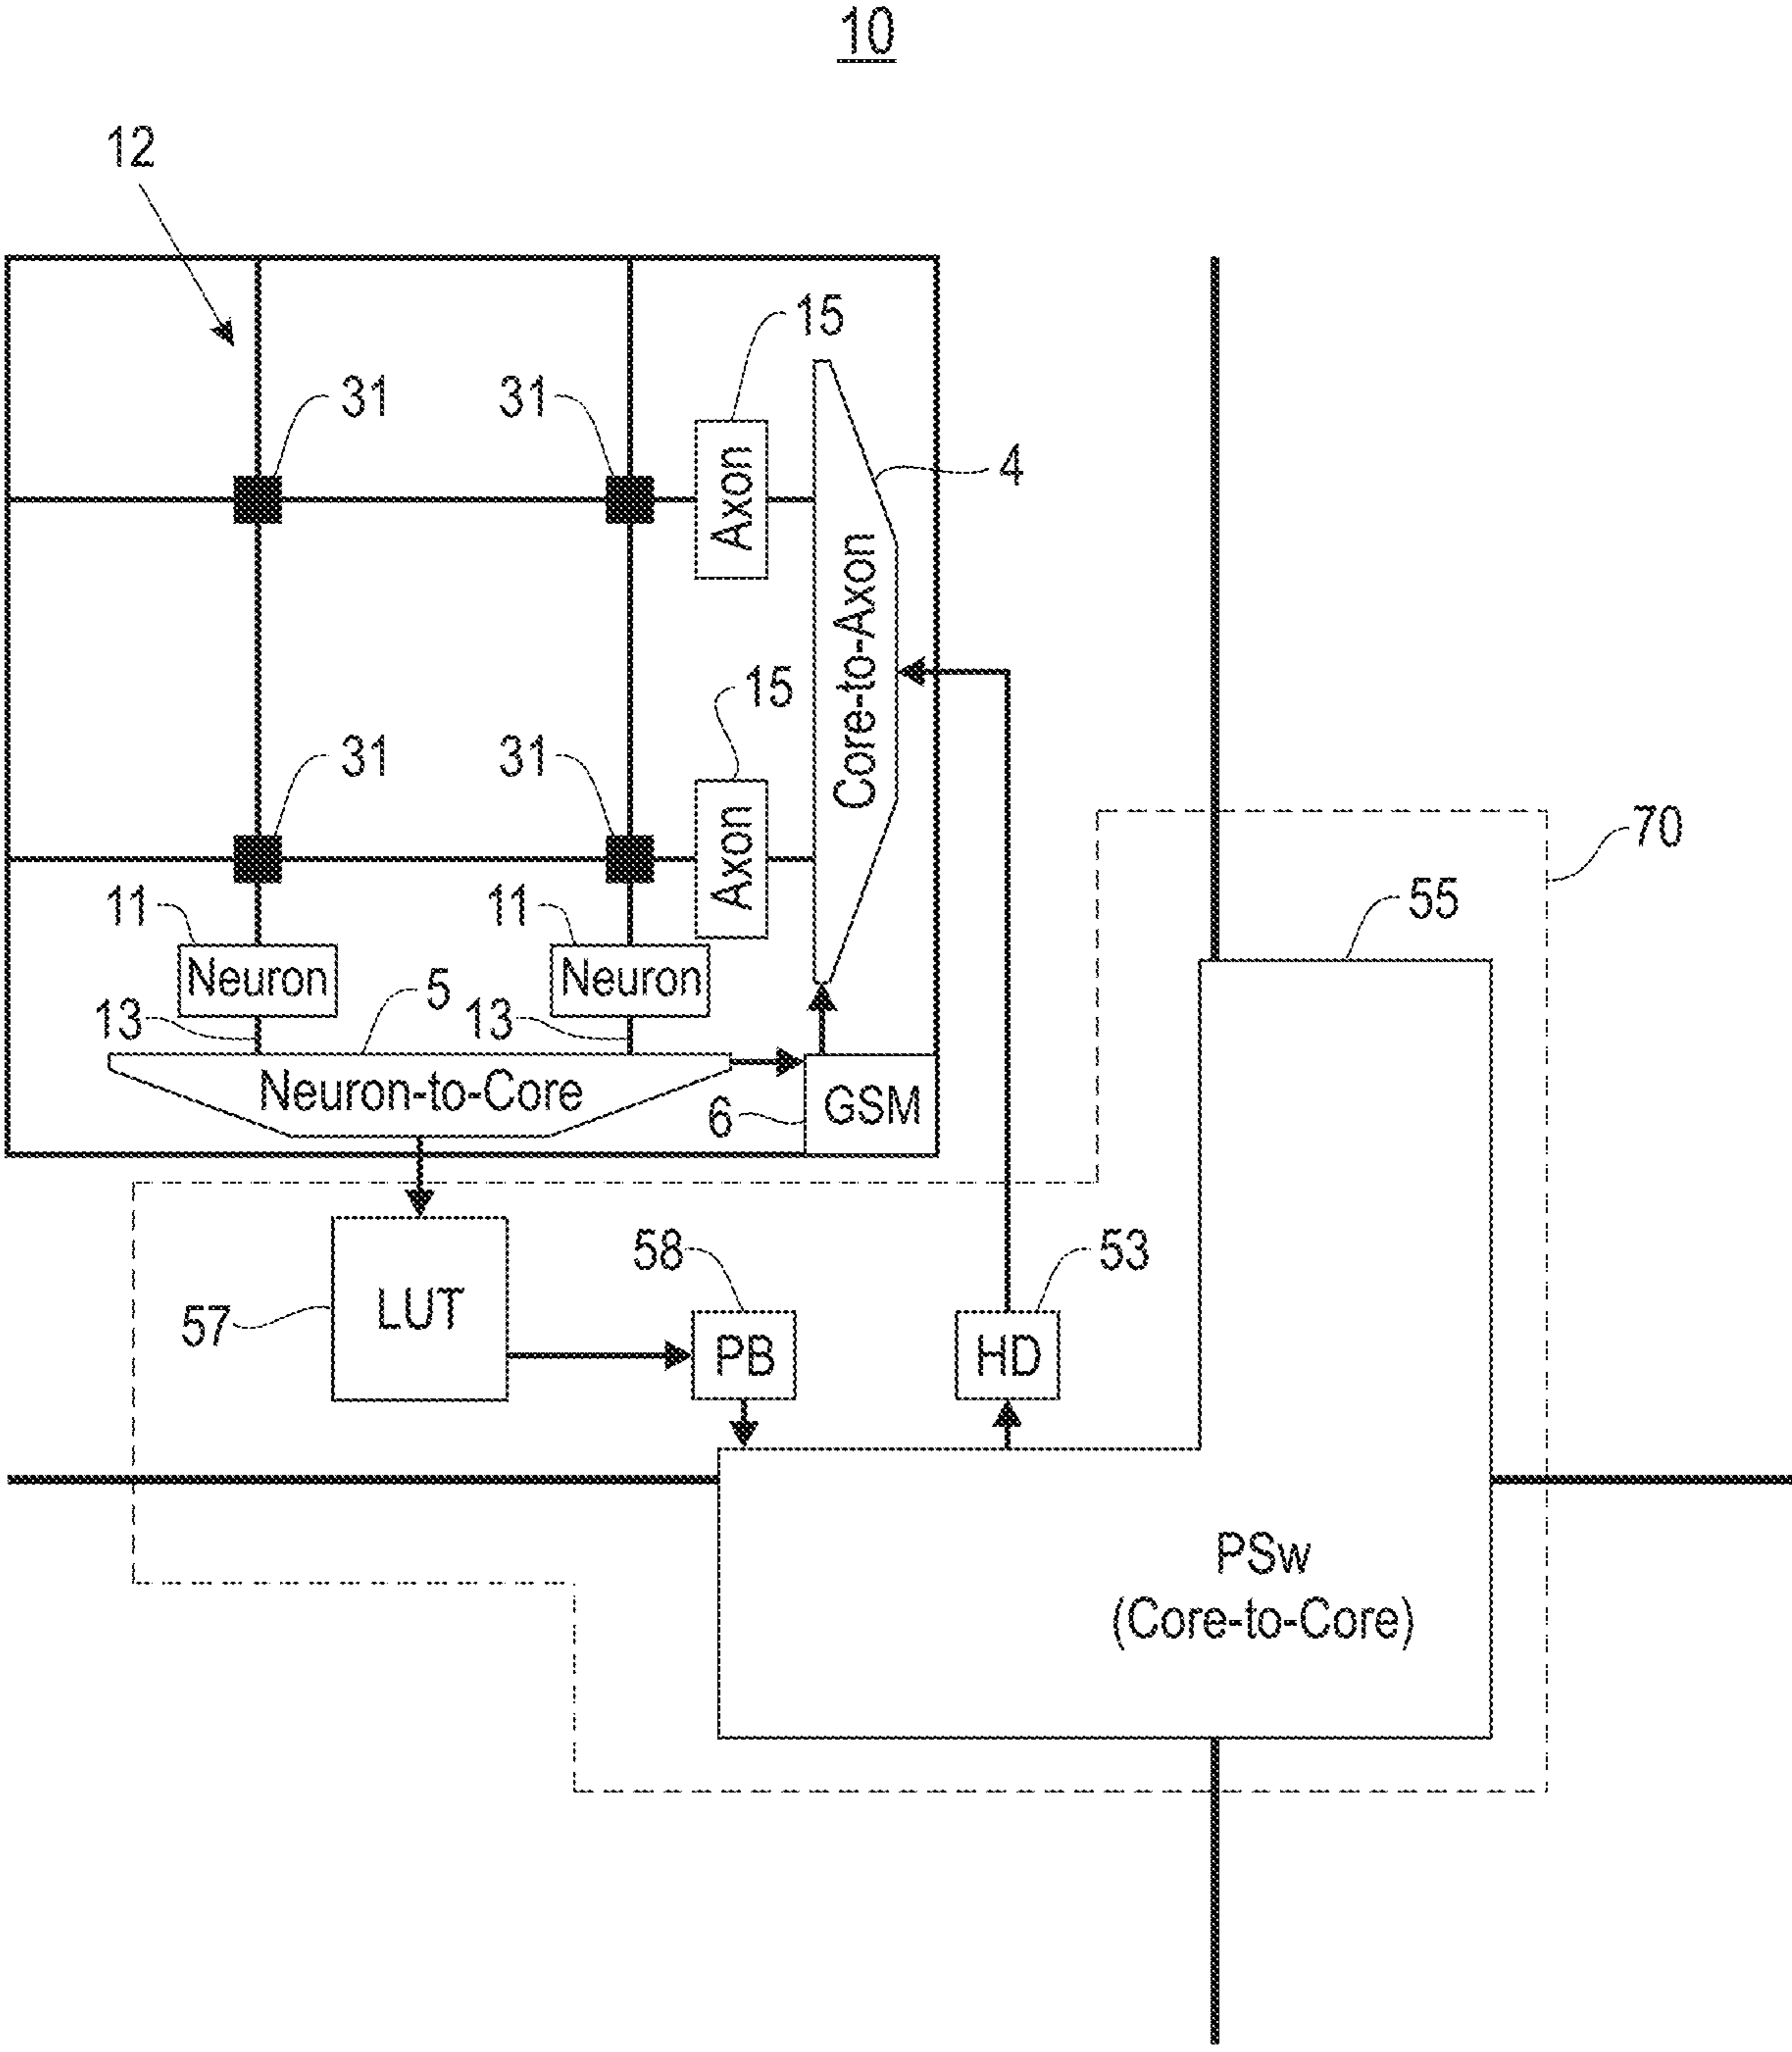 10
12
15
31 31
4
Axon
Core-to-Axon
15
31 31
Axon
70
11 11
55
Neuron Neuron
5
13 13
Neuron-to-Core
6 GSM
58 53
57 LUT
PB HD
PSw
(Core-to-Core)